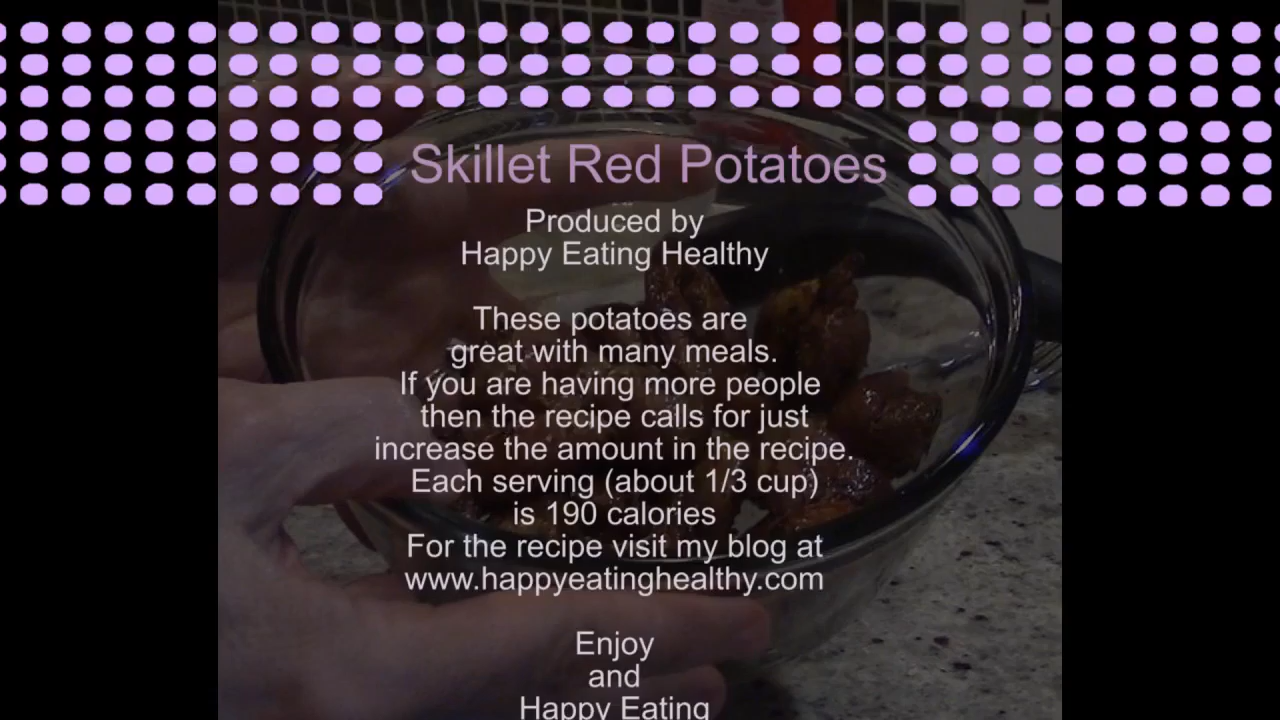 Skillet Red Potatoes
Produced by
Happy Eating Healthy
These potatoes are
great with many meals.
If you are having more people
then the recipe calls for just
increase the amount in the recipe.
Each serving (about 1/3 cup)
is 190 calories
For the recipe visit my blog at
www.happyeatinghealthy.com
Enjoy
and
Happy Eating